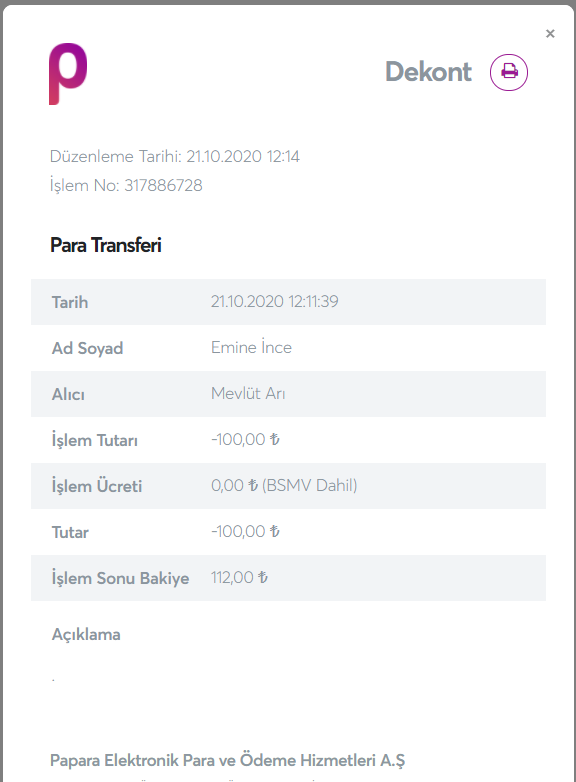 ×
p
Dekont
Düzenleme Tarihi: 21.10.2020 12:14
İşlem No: 317886728
Para Transferi
Tarih 21.10.2020 12:11:39
Ad Soyad Emine İnce
Alıcı Mevlüt Arı
İşlem Tutarı -100,00 ₺
İşlem Ücreti 0,00 ₺ (BSMV Dahil)
Tutar -100,00 ₺
İşlem Sonu Bakiye 112,00 ₺
Açıklama
.
Papara Elektronik Para ve Ödeme Hizmetleri A.Ş